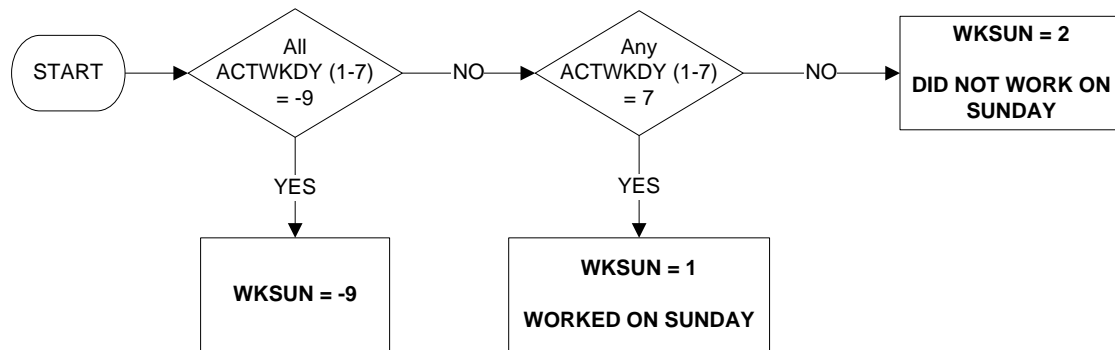 START
All
ACTWKDY (1-7)
= -9
NO
Any
ACTWKDY (1-7)
= 7
NO
WKSUN = 2
DID NOT WORK ON
SUNDAY
YES
YES
WKSUN = -9
WKSUN = 1
WORKED ON SUNDAY